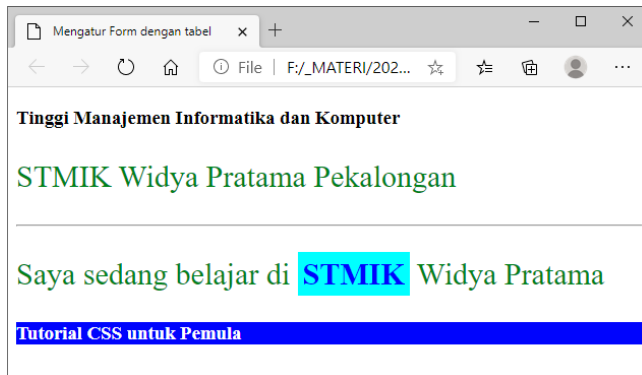 Mengatur Form dengan tabel
File | F:/_MATERI/202...
Tinggi Manajemen Informatika dan Komputer
STMIK Widya Pratama Pekalongan
Saya sedang belajar di STMIK Widya Pratama
Tutorial CSS untuk Pemula